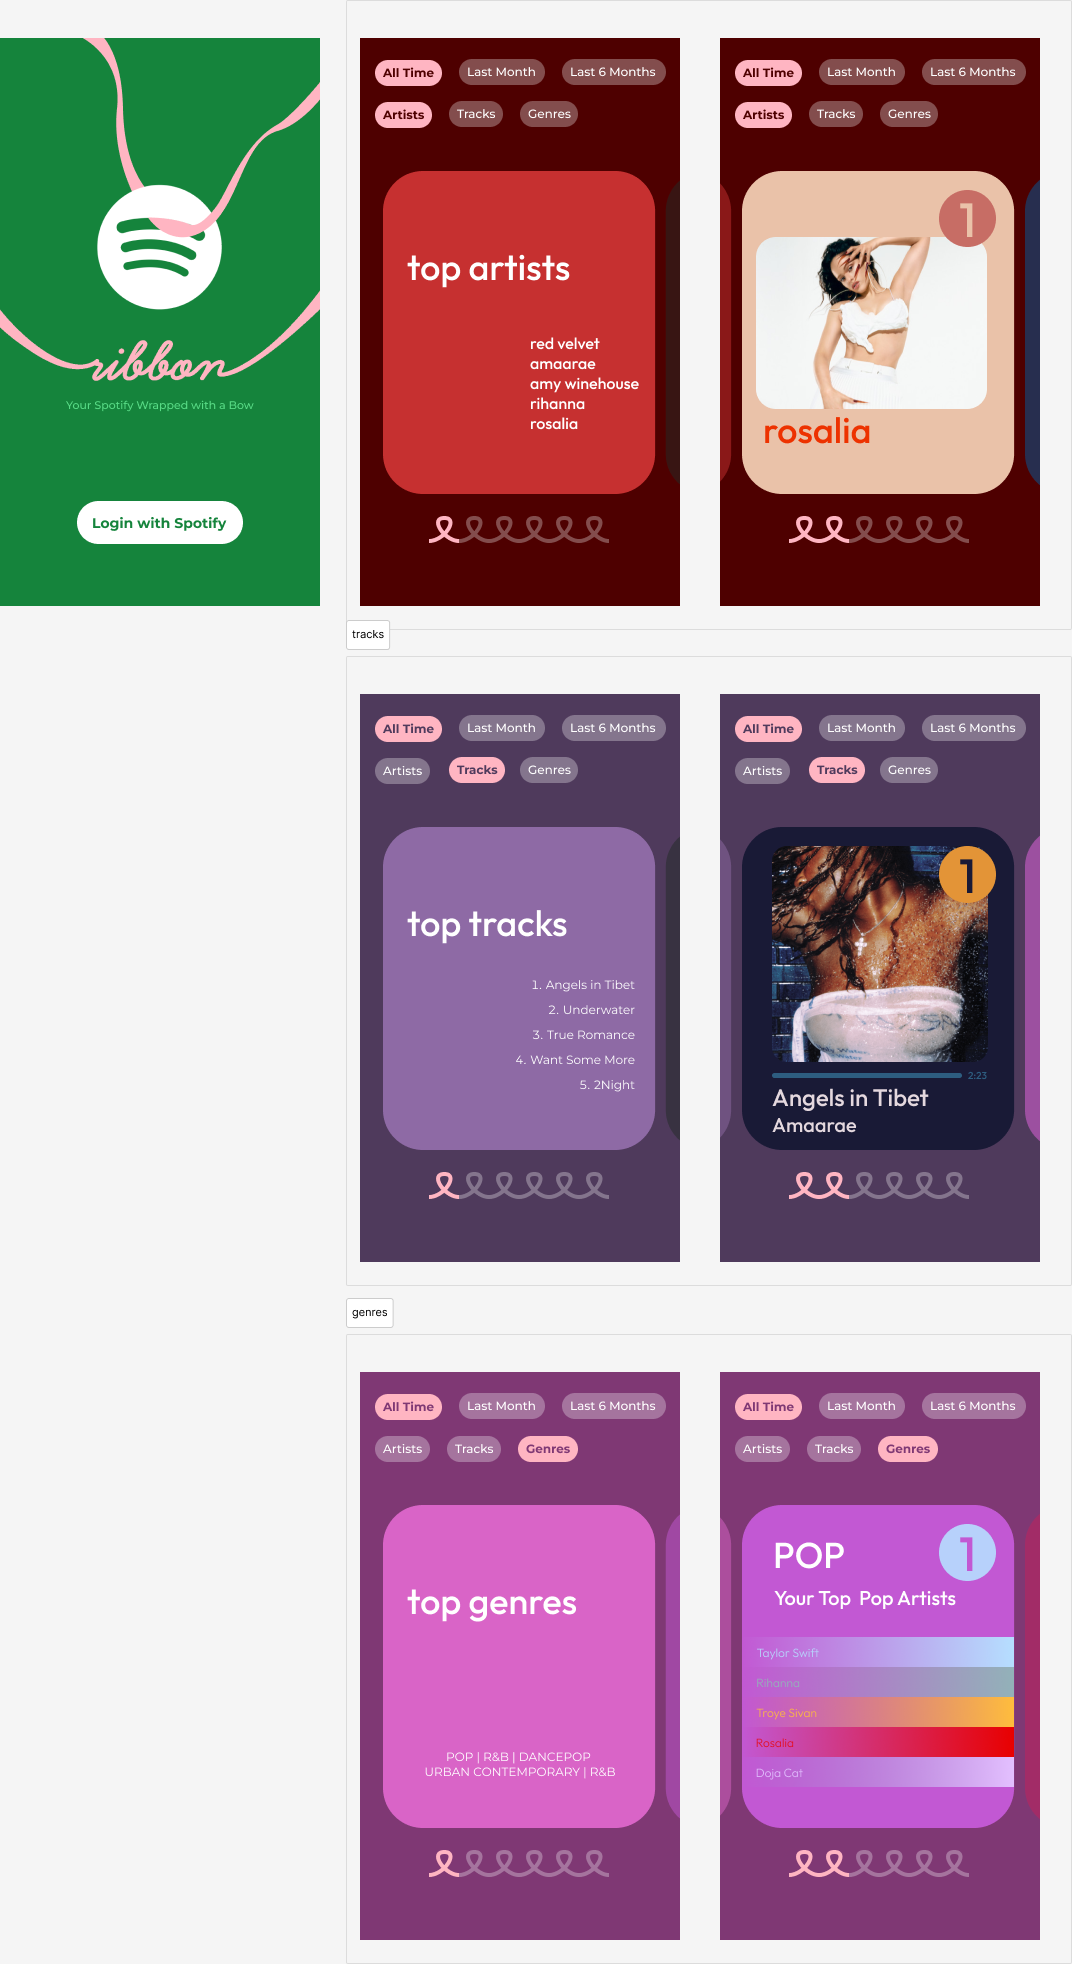 ribbon
Your Spotify Wrapped with a Bow
Login with Spotify
All Time Last Month Last 6 Months
Artists Tracks Genres
top artists
red velvet
amaarae
amy winehouse
rihanna
rosalia
All Time Last Month Last 6 Months
Artists Tracks Genres
1
rosalia
tracks
All Time Last Month Last 6 Months
Artists Tracks Genres
top tracks
1. Angels in Tibet
2. Underwater
3. True Romance
4. Want Some More
5. 2Night
All Time Last Month Last 6 Months
Artists Tracks Genres
1
2:23
Angels in Tibet
Amaarae
genres
All Time Last Month Last 6 Months
Artists Tracks Genres
top genres
POP | R&B | DANCEPOP
URBAN CONTEMPORARY | R&B
All Time Last Month Last 6 Months
Artists Tracks Genres
POP 1
Your Top Pop Artists
Taylor Swift
Rihanna
Troye Sivan
Rosalia
Doja Cat